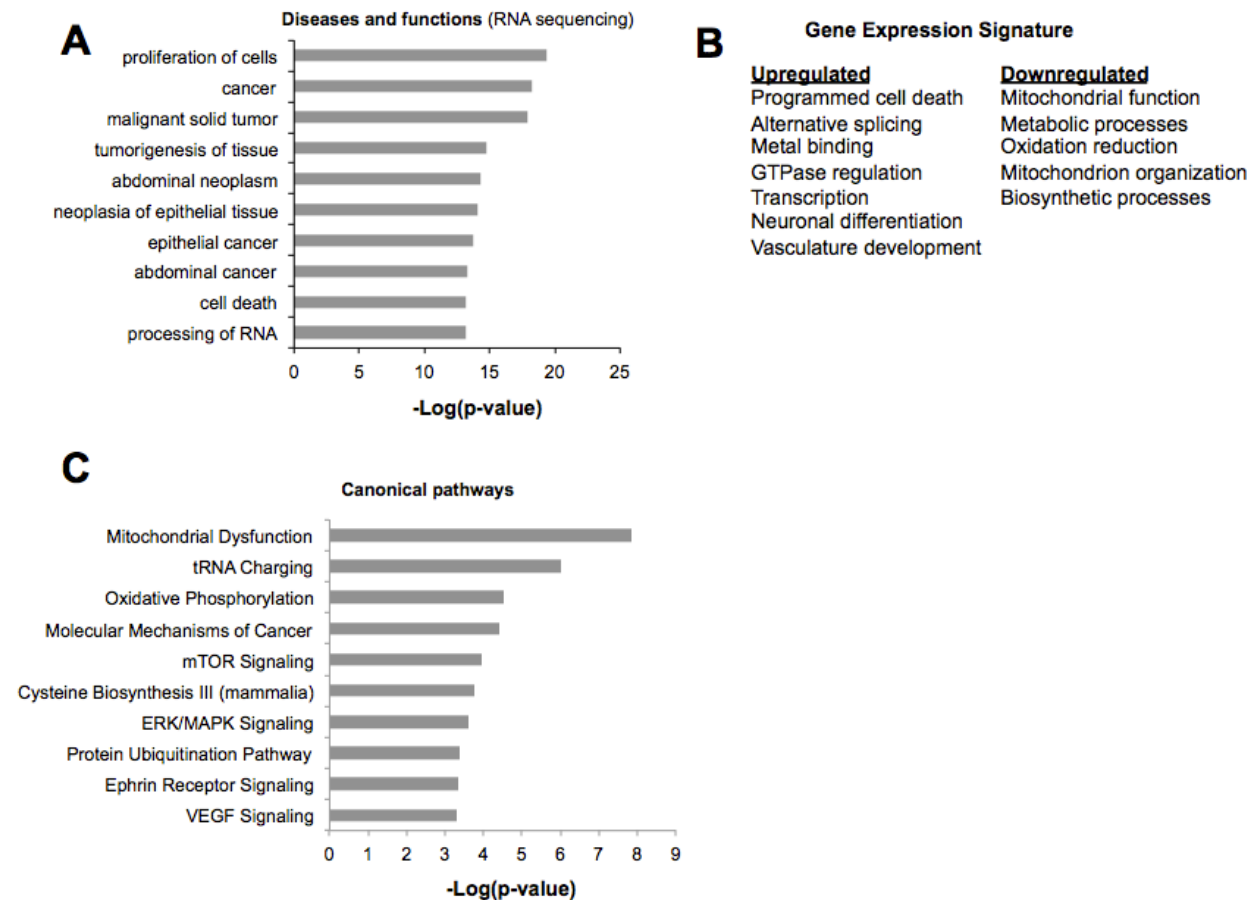 A
Diseases and functions (RNA sequencing)
proliferation of cells
cancer
malignant solid tumor
tumorigenesis of tissue
abdominal neoplasm
neoplasia of epithelial tissue
epithelial cancer
abdominal cancer
cell death
processing of RNA
0 5 10 15 20 25
-Log(p-value)
B
Gene Expression Signature
Upregulated
Programmed cell death
Alternative splicing
Metal binding
GTPase regulation
Transcription
Neuronal differentiation
Vasculature development
Downregulated
Mitochondrial function
Metabolic processes
Oxidation reduction
Mitochondrion organization
Biosynthetic processes
C
Canonical pathways
Mitochondrial Dysfunction
tRNA Charging
Oxidative Phosphorylation
Molecular Mechanisms of Cancer
mTOR Signaling
Cysteine Biosynthesis III (mammalia)
ERK/MAPK Signaling
Protein Ubiquitination Pathway
Ephrin Receptor Signaling
VEGF Signaling
0 1 2 3 4 5 6 7 8 9
-Log(p-value)